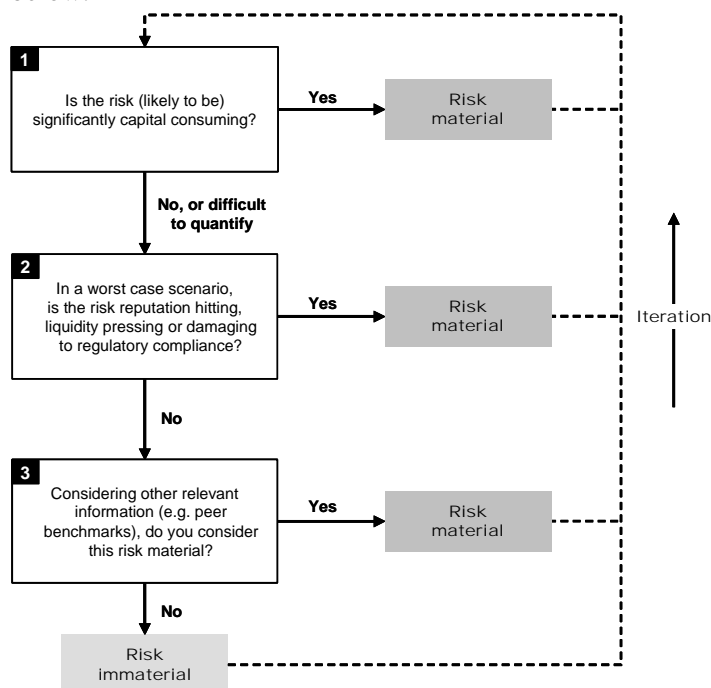 1
Is the risk (likely to be)
significantly capital consuming?
Yes
Risk
material
No, or difficult
to quantify
2
In a worst case scenario,
is the risk reputation hitting,
liquidity pressing or damaging
to regulatory compliance?
Yes
Risk
material
Iteration
No
3
Considering other relevant
information (e.g. peer
benchmarks), do you consider
this risk material?
Yes
Risk
material
No
Risk
immaterial